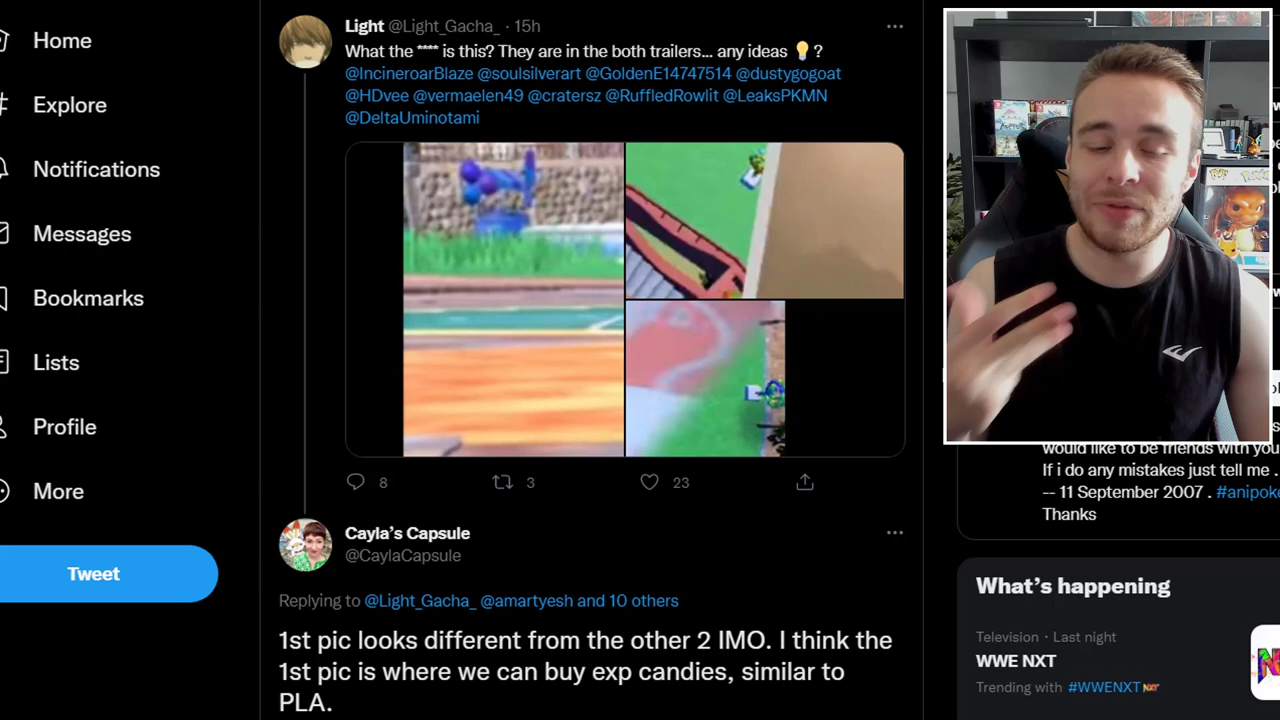 Home
Explore
Notifications
Messages
Bookmarks
Lists
Profile
More
Tweet
Light @Light_Gacha_ · 15h
What the **** is this? They are in the both trailers... any ideas 💡?
@IncineroarBlaze @soulsilverart @GoldenE14747514 @dustygogoat
@HDvee @vermaelen49 @cratersz @RuffledRowlit @LeaksPKMN
@DeltaUminotami
8 3 23
Cayla's Capsule
@CaylaCapsule
Replying to @Light_Gacha_ @amartyesh and 10 others
1st pic looks different from the other 2 IMO. I think the
1st pic is where we can buy exp candies, similar to
PLA.
would like to be friends with you
If i do any mistakes just tell me .
-- 11 September 2007 . #anipoke
Thanks
What's happening
Television · Last night
WWE NXT
Trending with #WWENXT